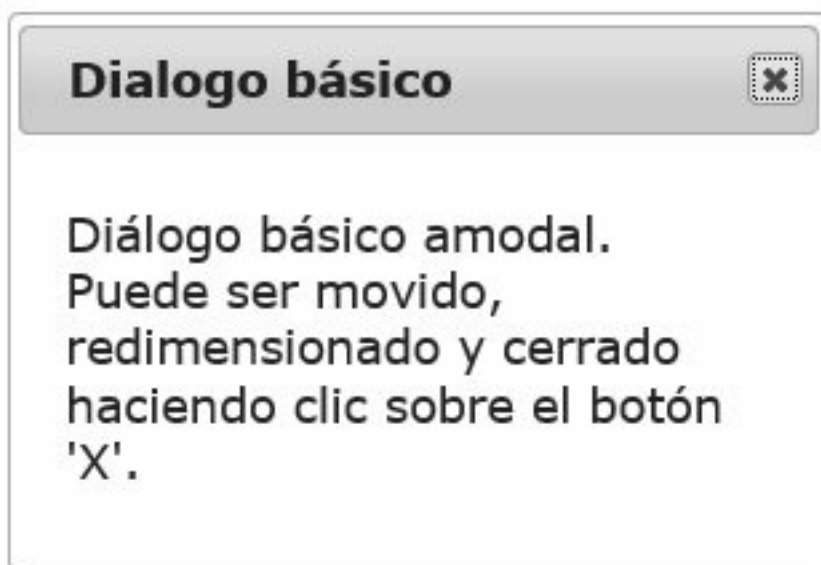 Dialogo básico
Diálogo básico amodal.
Puede ser movido,
redimensionado y cerrado
haciendo clic sobre el botón
'X'.